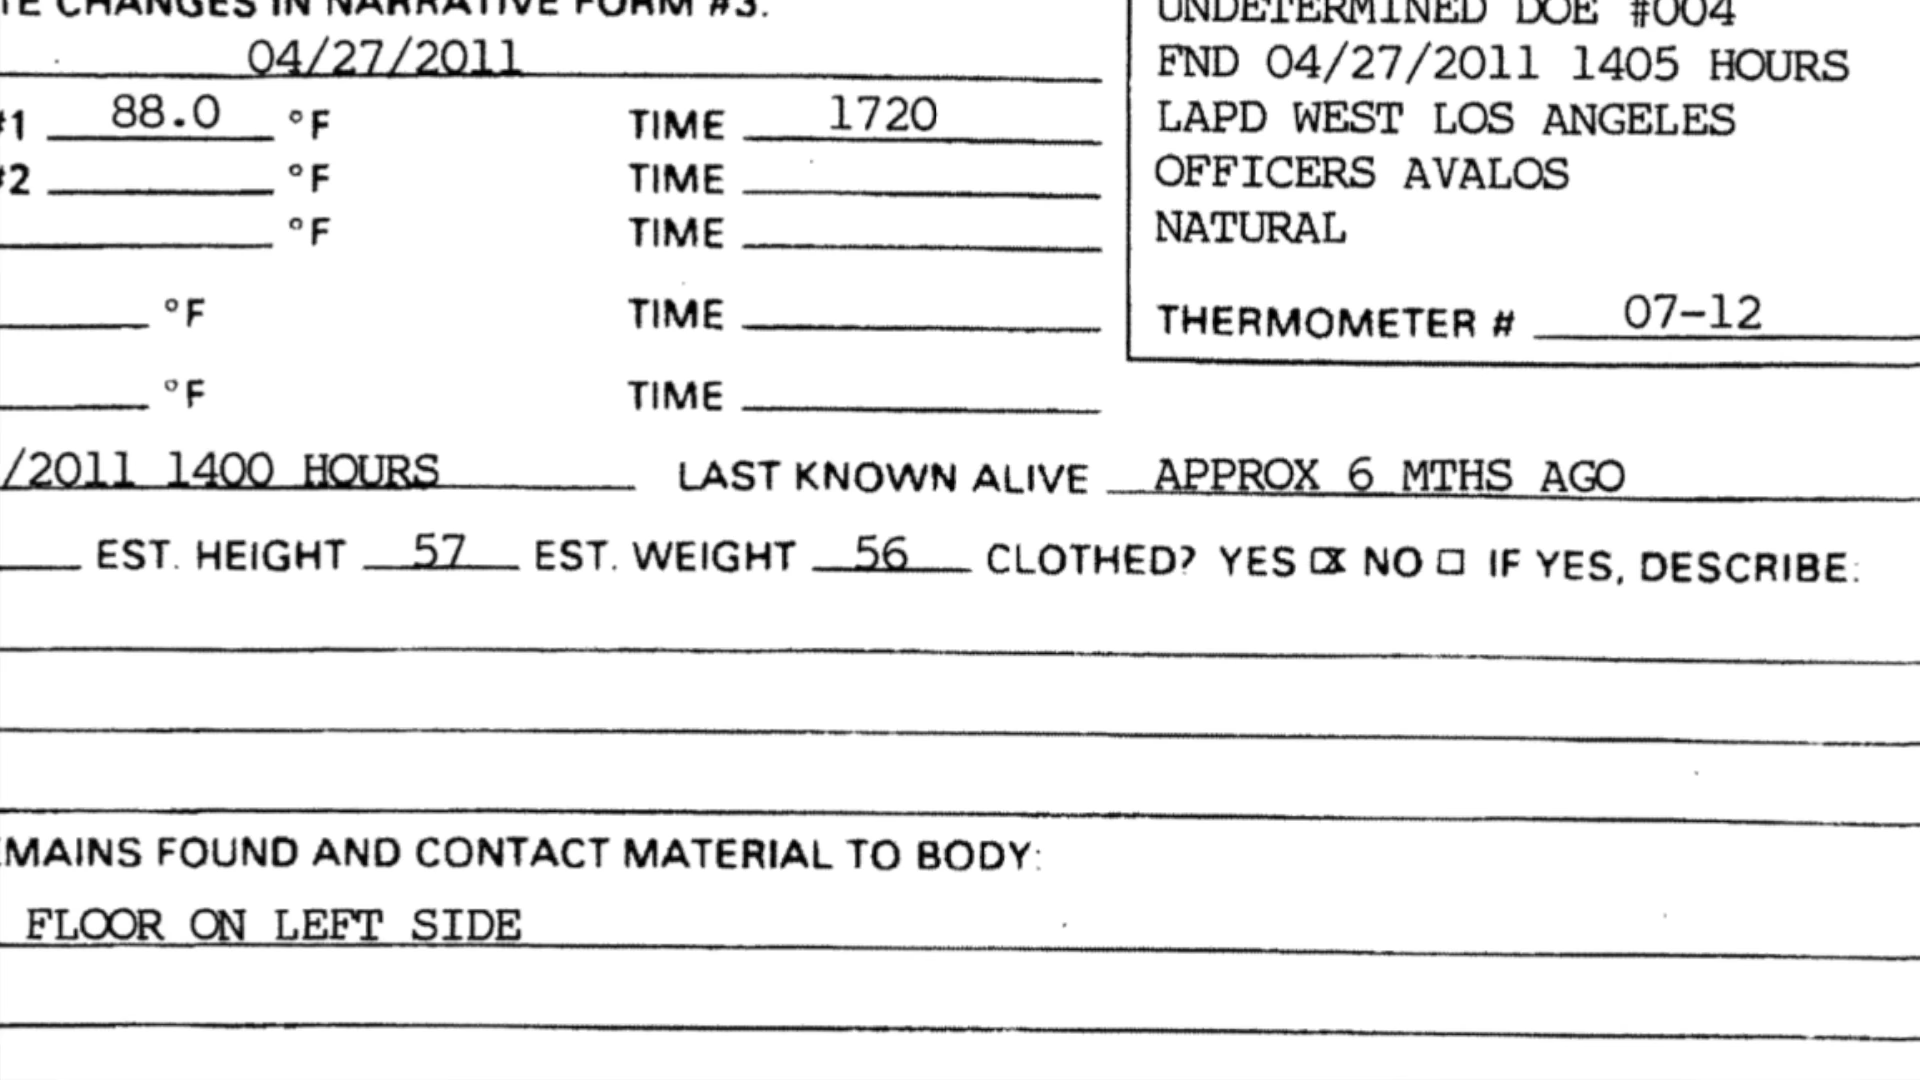 TE CHANGES IN NARRATIVE FORM #3.
04/27/2011
#1 88.0 °F TIME 1720
#2 °F TIME
°F TIME
°F TIME
°F TIME
UNDETERMINED DOE #004
FND 04/27/2011 1405 HOURS
LAPD WEST LOS ANGELES
OFFICERS AVALOS
NATURAL
THERMOMETER # 07-12
/2011 1400 HOURS LAST KNOWN ALIVE APPROX 6 MTHS AGO
EST. HEIGHT 57 EST. WEIGHT 56 CLOTHED? YES ☒ NO ☐ IF YES, DESCRIBE:
EMAINS FOUND AND CONTACT MATERIAL TO BODY:
FLOOR ON LEFT SIDE